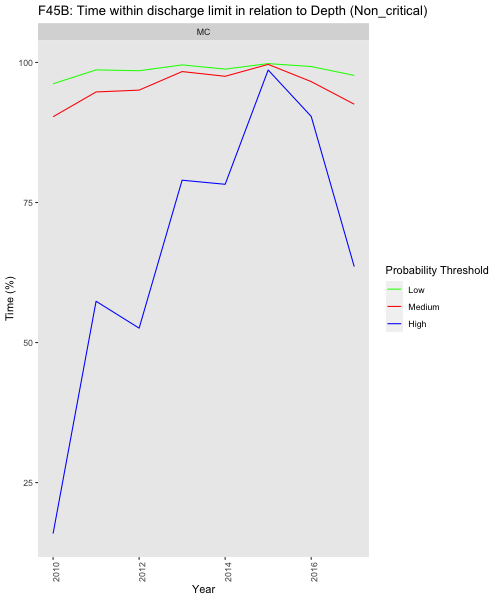 F45B: Time within discharge limit in relation to Depth (Non_critical)
MC
100
75
50
25
Time (%)
2010
2012
2014
2016
Year
Probability Threshold
Low
Medium
High